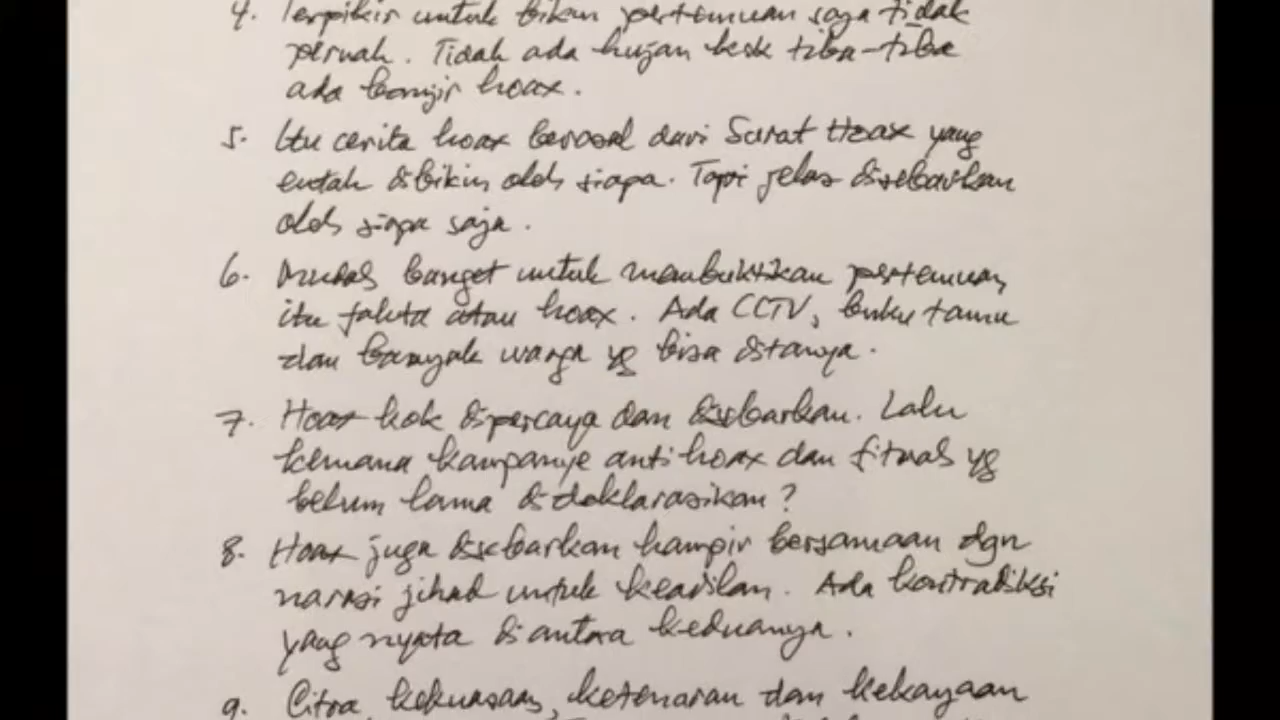 4. Terpikir untuk bikin pertemuan saja tidak
pernah. Tidak ada hujan kok tiba-tiba
ada banjir hoax.
5. Itu cerita hoax berasal dari Surat Hoax yang
entah dibikin oleh siapa. Tapi jelas disebarkan
oleh siapa saja.
6. Mudah banget untuk membuktikan pertemuan
itu fakta atau hoax. Ada CCTV, buku tamu
dan banyak warga yg bisa ditanya.
7. Hoax kok dipercaya dan disebarkan. Lalu
kemana kampanye anti hoax dan fitnah yg
belum lama dideklarasikan?
8. Hoax juga disebarkan hampir bersamaan dgn
narasi jihad untuk keadilan. Ada kontradiksi
yang nyata diantara keduanya.
9. Citra, kekuasaan, ketenaran dan kekayaan